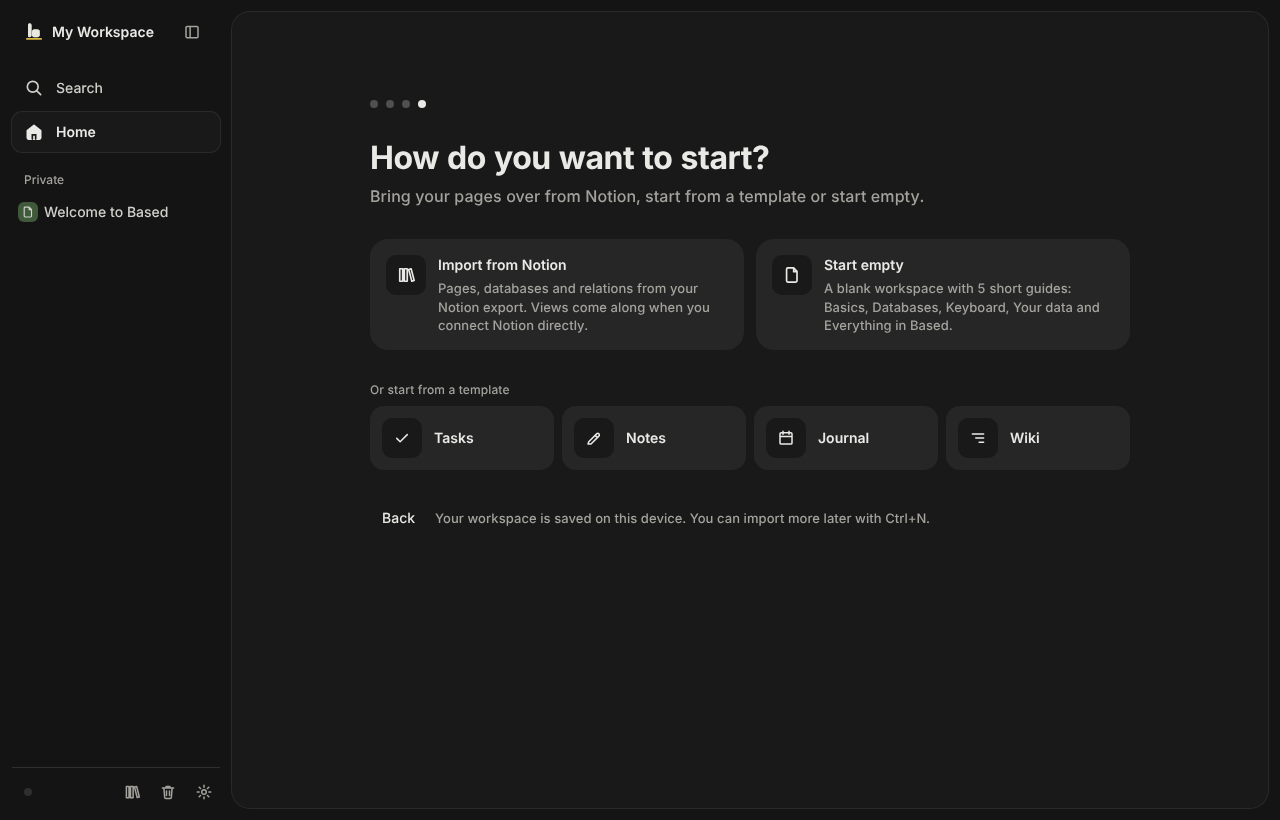 My Workspace
Search
Home
Private
Welcome to Based
How do you want to start?
Bring your pages over from Notion, start from a template or start empty.
Import from Notion
Pages, databases and relations from your
Notion export. Views come along when you
connect Notion directly.
Start empty
A blank workspace with 5 short guides:
Basics, Databases, Keyboard, Your data and
Everything in Based.
Or start from a template
Tasks
Notes
Journal
Wiki
Back
Your workspace is saved on this device. You can import more later with Ctrl+N.